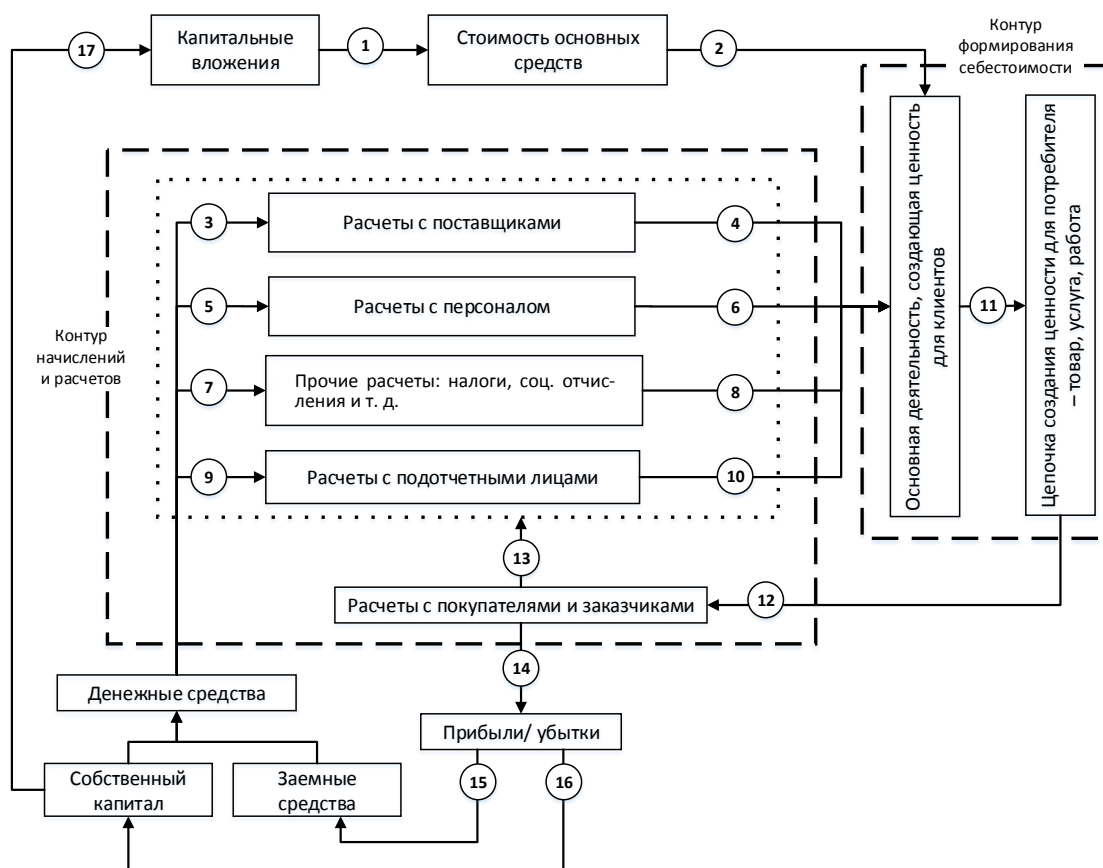 Контур
формирования
себестоимости
17
Капитальные
вложения
1
Стоимость основных
средств
2
Основная деятельность, создающая ценность
для клиентов
11
Цепочка создания ценности для потребителя
– товар, услуга, работа
Контур
начислений
и расчетов
3
Расчеты с поставщиками
4
5
Расчеты с персоналом
6
7
Прочие расчеты: налоги, соц. отчис-
ления и т. д.
8
9
Расчеты с подотчетными лицами
10
13
Расчеты с покупателями и заказчиками
12
14
Денежные средства
Прибыли/ убытки
Собственный
капитал
Заемные
средства
15
16